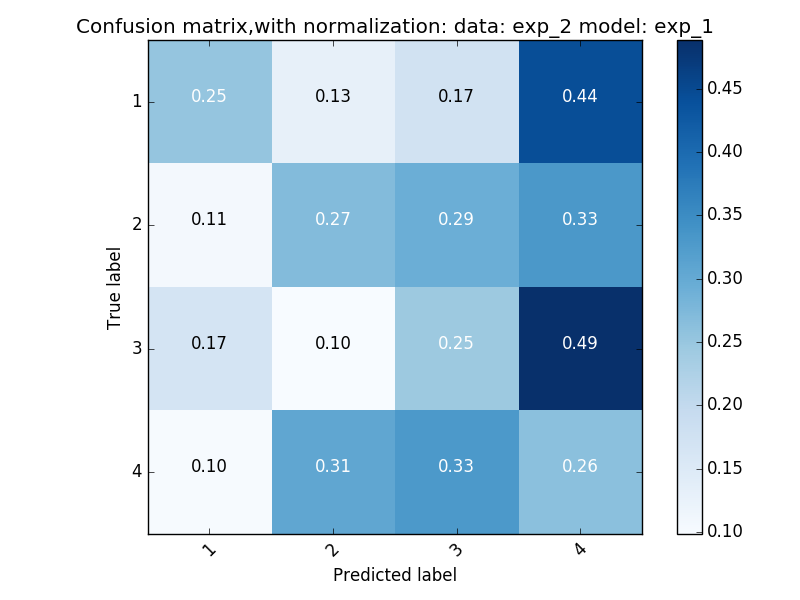 Confusion matrix,with normalization: data: exp_2 model: exp_1
True label
1 0.25 0.13 0.17 0.44
2 0.11 0.27 0.29 0.33
3 0.17 0.10 0.25 0.49
4 0.10 0.31 0.33 0.26
1 2 3 4
Predicted label
0.45
0.40
0.35
0.30
0.25
0.20
0.15
0.10